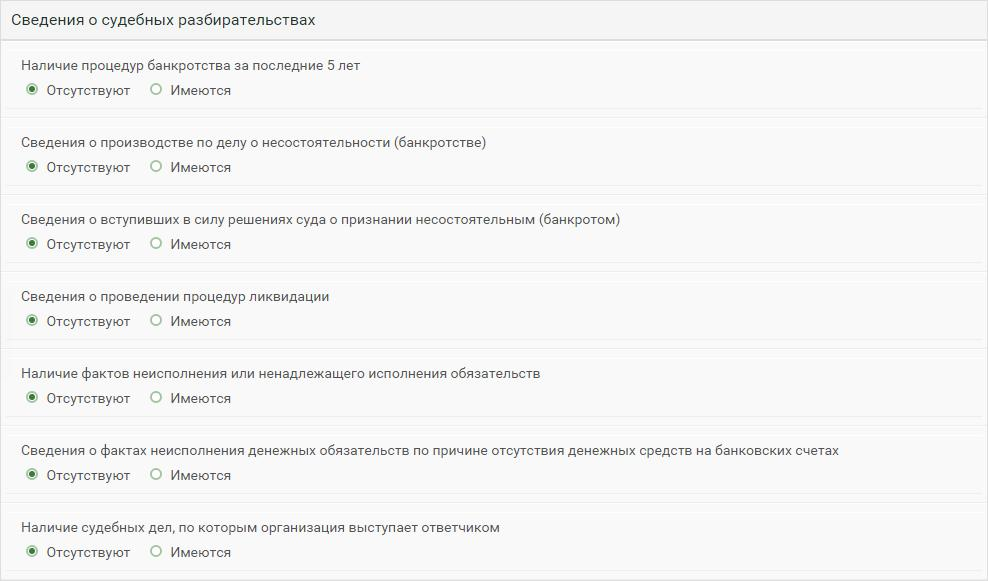 Сведения о судебных разбирательствах
Наличие процедур банкротства за последние 5 лет
Отсутствуют Имеются
Сведения о производстве по делу о несостоятельности (банкротстве)
Отсутствуют Имеются
Сведения о вступивших в силу решениях суда о признании несостоятельным (банкротом)
Отсутствуют Имеются
Сведения о проведении процедур ликвидации
Отсутствуют Имеются
Наличие фактов неисполнения или ненадлежащего исполнения обязательств
Отсутствуют Имеются
Сведения о фактах неисполнения денежных обязательств по причине отсутствия денежных средств на банковских счетах
Отсутствуют Имеются
Наличие судебных дел, по которым организация выступает ответчиком
Отсутствуют Имеются